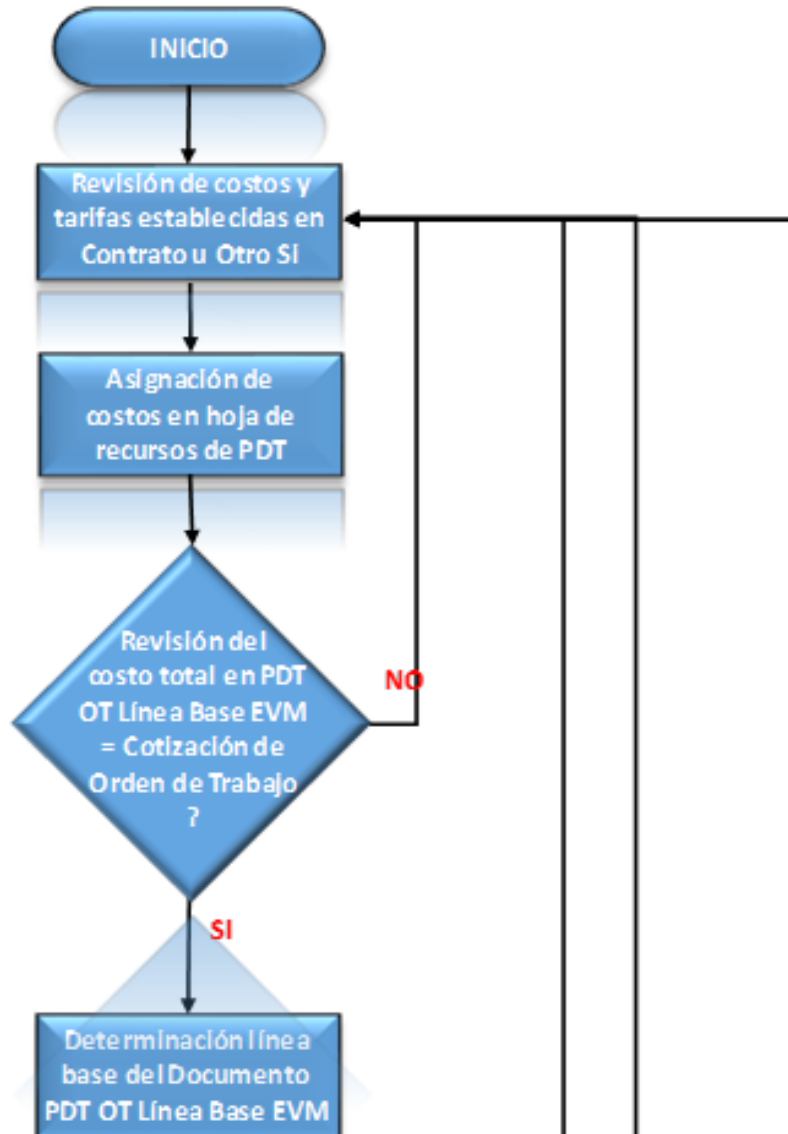 INICIO
Revisión de costos y
tarifas establecidas en
Contrato u Otro Si
Asignación de
costos en hoja de
recursos de PDT
Revisión del
costo total en PDT
OT Línea Base EVM
= Cotización de
Orden de Trabajo
?
NO
SI
Determinación línea
base del Documento
PDT OT Línea Base EVM